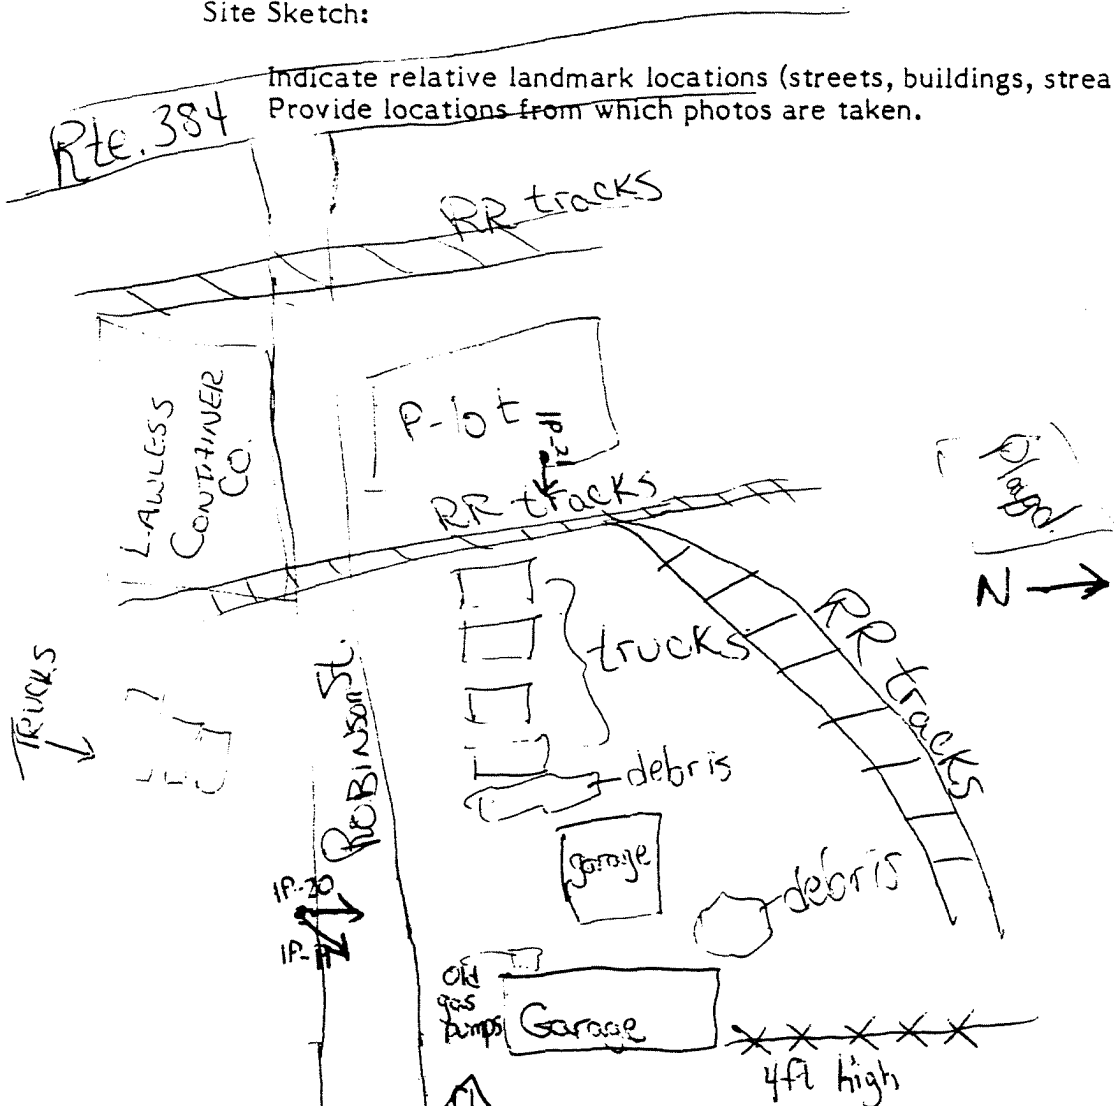 Site Sketch:
Indicate relative landmark locations (streets, buildings, strea
Provide locations from which photos are taken.
Rte. 384
RR tracks
LAWLESS
CONTAINER
CO.
P-lot
IP-21
RR tracks
Playgd.
N
trucks
RR tracks
TRUCKS
ROBINSON St.
debris
garage
debris
IP-20
Old
gas
pumps
Garage
4ft high